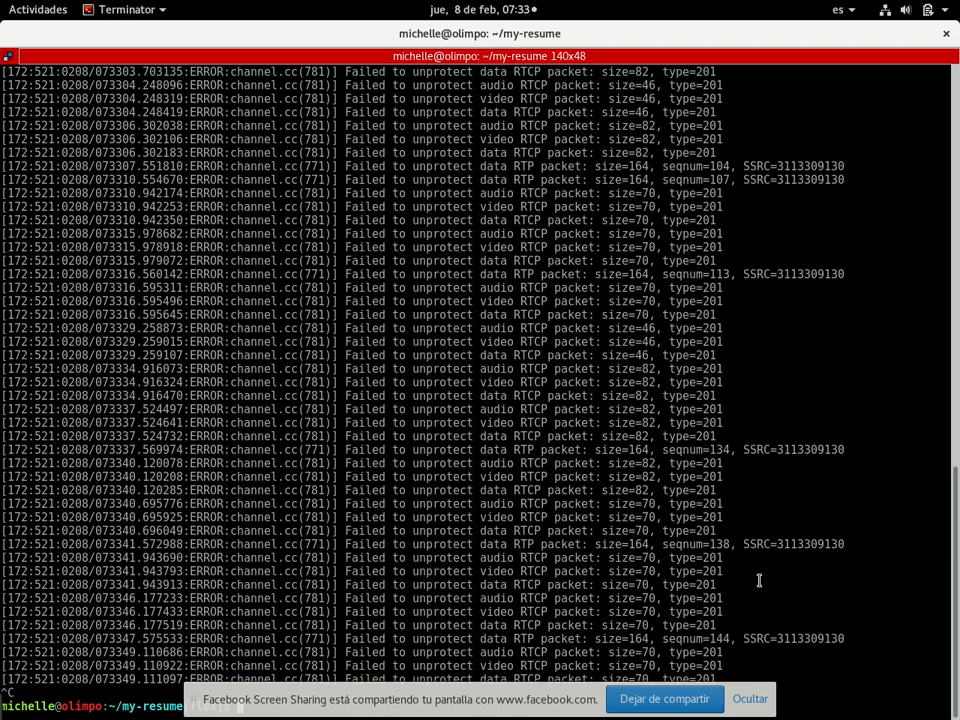 Actividades Terminator jue, 8 de feb, 07:33 es
michelle@olimpo: ~/my-resume
michelle@olimpo: ~/my-resume 140x48
[172:521:0208/073303.703135:ERROR:channel.cc(781)] Failed to unprotect data RTCP packet: size=82, type=201
[172:521:0208/073304.248096:ERROR:channel.cc(781)] Failed to unprotect audio RTCP packet: size=46, type=201
[172:521:0208/073304.248319:ERROR:channel.cc(781)] Failed to unprotect video RTCP packet: size=46, type=201
[172:521:0208/073304.248419:ERROR:channel.cc(781)] Failed to unprotect data RTCP packet: size=46, type=201
[172:521:0208/073306.302038:ERROR:channel.cc(781)] Failed to unprotect audio RTCP packet: size=82, type=201
[172:521:0208/073306.302106:ERROR:channel.cc(781)] Failed to unprotect video RTCP packet: size=82, type=201
[172:521:0208/073306.302183:ERROR:channel.cc(781)] Failed to unprotect data RTCP packet: size=82, type=201
[172:521:0208/073307.551810:ERROR:channel.cc(771)] Failed to unprotect data RTP packet: size=164, seqnum=104, SSRC=3113309130
[172:521:0208/073310.554670:ERROR:channel.cc(771)] Failed to unprotect data RTP packet: size=164, seqnum=107, SSRC=3113309130
[172:521:0208/073310.942174:ERROR:channel.cc(781)] Failed to unprotect audio RTCP packet: size=70, type=201
[172:521:0208/073310.942253:ERROR:channel.cc(781)] Failed to unprotect video RTCP packet: size=70, type=201
[172:521:0208/073310.942350:ERROR:channel.cc(781)] Failed to unprotect data RTCP packet: size=70, type=201
[172:521:0208/073315.978682:ERROR:channel.cc(781)] Failed to unprotect audio RTCP packet: size=70, type=201
[172:521:0208/073315.978918:ERROR:channel.cc(781)] Failed to unprotect video RTCP packet: size=70, type=201
[172:521:0208/073315.979072:ERROR:channel.cc(781)] Failed to unprotect data RTCP packet: size=70, type=201
[172:521:0208/073316.560142:ERROR:channel.cc(771)] Failed to unprotect data RTP packet: size=164, seqnum=113, SSRC=3113309130
[172:521:0208/073316.595311:ERROR:channel.cc(781)] Failed to unprotect audio RTCP packet: size=70, type=201
[172:521:0208/073316.595496:ERROR:channel.cc(781)] Failed to unprotect video RTCP packet: size=70, type=201
[172:521:0208/073316.595645:ERROR:channel.cc(781)] Failed to unprotect data RTCP packet: size=70, type=201
[172:521:0208/073329.258873:ERROR:channel.cc(781)] Failed to unprotect audio RTCP packet: size=46, type=201
[172:521:0208/073329.259015:ERROR:channel.cc(781)] Failed to unprotect video RTCP packet: size=46, type=201
[172:521:0208/073329.259107:ERROR:channel.cc(781)] Failed to unprotect data RTCP packet: size=46, type=201
[172:521:0208/073334.916073:ERROR:channel.cc(781)] Failed to unprotect audio RTCP packet: size=82, type=201
[172:521:0208/073334.916324:ERROR:channel.cc(781)] Failed to unprotect video RTCP packet: size=82, type=201
[172:521:0208/073334.916470:ERROR:channel.cc(781)] Failed to unprotect data RTCP packet: size=82, type=201
[172:521:0208/073337.524497:ERROR:channel.cc(781)] Failed to unprotect audio RTCP packet: size=82, type=201
[172:521:0208/073337.524641:ERROR:channel.cc(781)] Failed to unprotect video RTCP packet: size=82, type=201
[172:521:0208/073337.524732:ERROR:channel.cc(781)] Failed to unprotect data RTCP packet: size=82, type=201
[172:521:0208/073337.569974:ERROR:channel.cc(771)] Failed to unprotect data RTP packet: size=164, seqnum=134, SSRC=3113309130
[172:521:0208/073340.120078:ERROR:channel.cc(781)] Failed to unprotect audio RTCP packet: size=82, type=201
[172:521:0208/073340.120208:ERROR:channel.cc(781)] Failed to unprotect video RTCP packet: size=82, type=201
[172:521:0208/073340.120285:ERROR:channel.cc(781)] Failed to unprotect data RTCP packet: size=82, type=201
[172:521:0208/073340.695776:ERROR:channel.cc(781)] Failed to unprotect audio RTCP packet: size=70, type=201
[172:521:0208/073340.695925:ERROR:channel.cc(781)] Failed to unprotect video RTCP packet: size=70, type=201
[172:521:0208/073340.696049:ERROR:channel.cc(781)] Failed to unprotect data RTCP packet: size=70, type=201
[172:521:0208/073341.572988:ERROR:channel.cc(771)] Failed to unprotect data RTP packet: size=164, seqnum=138, SSRC=3113309130
[172:521:0208/073341.943690:ERROR:channel.cc(781)] Failed to unprotect audio RTCP packet: size=70, type=201
[172:521:0208/073341.943793:ERROR:channel.cc(781)] Failed to unprotect video RTCP packet: size=70, type=201
[172:521:0208/073341.943913:ERROR:channel.cc(781)] Failed to unprotect data RTCP packet: size=70, type=201
[172:521:0208/073346.177233:ERROR:channel.cc(781)] Failed to unprotect audio RTCP packet: size=70, type=201
[172:521:0208/073346.177433:ERROR:channel.cc(781)] Failed to unprotect video RTCP packet: size=70, type=201
[172:521:0208/073346.177519:ERROR:channel.cc(781)] Failed to unprotect data RTCP packet: size=70, type=201
[172:521:0208/073347.575533:ERROR:channel.cc(771)] Failed to unprotect data RTP packet: size=164, seqnum=144, SSRC=3113309130
[172:521:0208/073349.110686:ERROR:channel.cc(781)] Failed to unprotect audio RTCP packet: size=70, type=201
[172:521:0208/073349.110922:ERROR:channel.cc(781)] Failed to unprotect video RTCP packet: size=70, type=201
[172:521:0208/073349.111097:ERROR:channel.cc(781)] Failed to unprotect data RTCP packet: size=70, type=201
^C
michelle@olimpo:~/my-resume
Facebook Screen Sharing está compartiendo tu pantalla con www.facebook.com. Dejar de compartir Ocultar